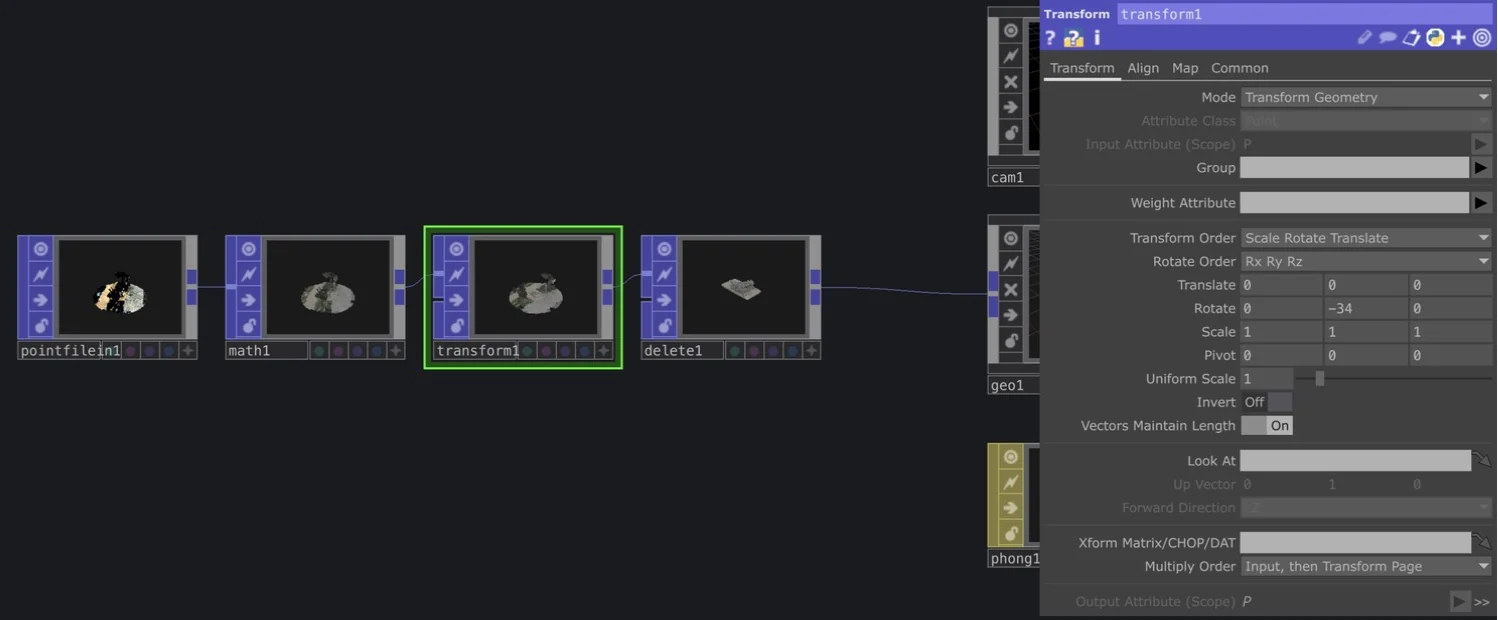 Transform transform1
? ? i
Transform Align Map Common
Mode Transform Geometry
Attribute Class Point
Input Attribute (Scope) P
Group
Weight Attribute
Transform Order Scale Rotate Translate
Rotate Order Rx Ry Rz
Translate 0 0 0
Rotate 0 -34 0
Scale 1 1 1
Pivot 0 0 0
Uniform Scale 1
Invert Off
Vectors Maintain Length On
Look At
Up Vector 0 1 0
Forward Direction
Xform Matrix/CHOP/DAT
Multiply Order Input, then Transform Page
Output Attribute (Scope) P >>
cam1
pointfilein1
math1
transform1
delete1
geo1
phong1